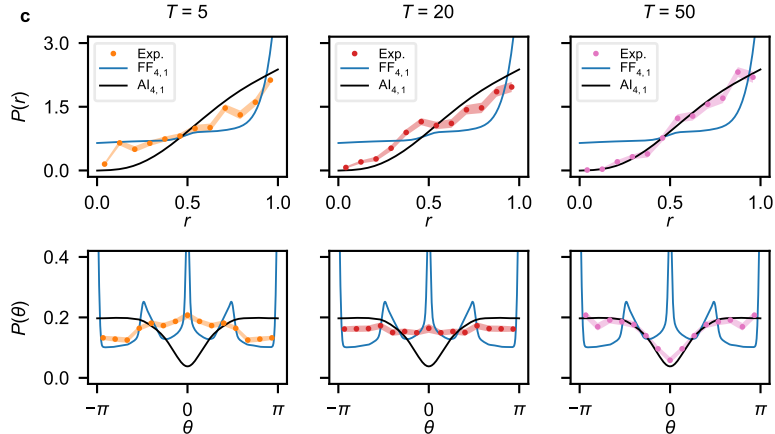 c
T = 5
T = 20
T = 50
P(r)
3.0
1.5
0.0
Exp.
FF4, 1
AI4, 1
Exp.
FF4, 1
AI4, 1
Exp.
FF4, 1
AI4, 1
0.0 0.5 1.0
0.0 0.5 1.0
0.0 0.5 1.0
r
r
r
P(θ)
0.4
0.2
0.0
−π 0 π
−π 0 π
−π 0 π
θ
θ
θ